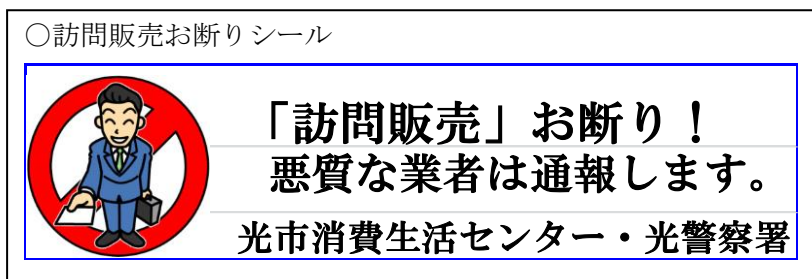 ○訪問販売お断りシール
「訪問販売」お断り！
悪質な業者は通報します。
光市消費生活センター・光警察署